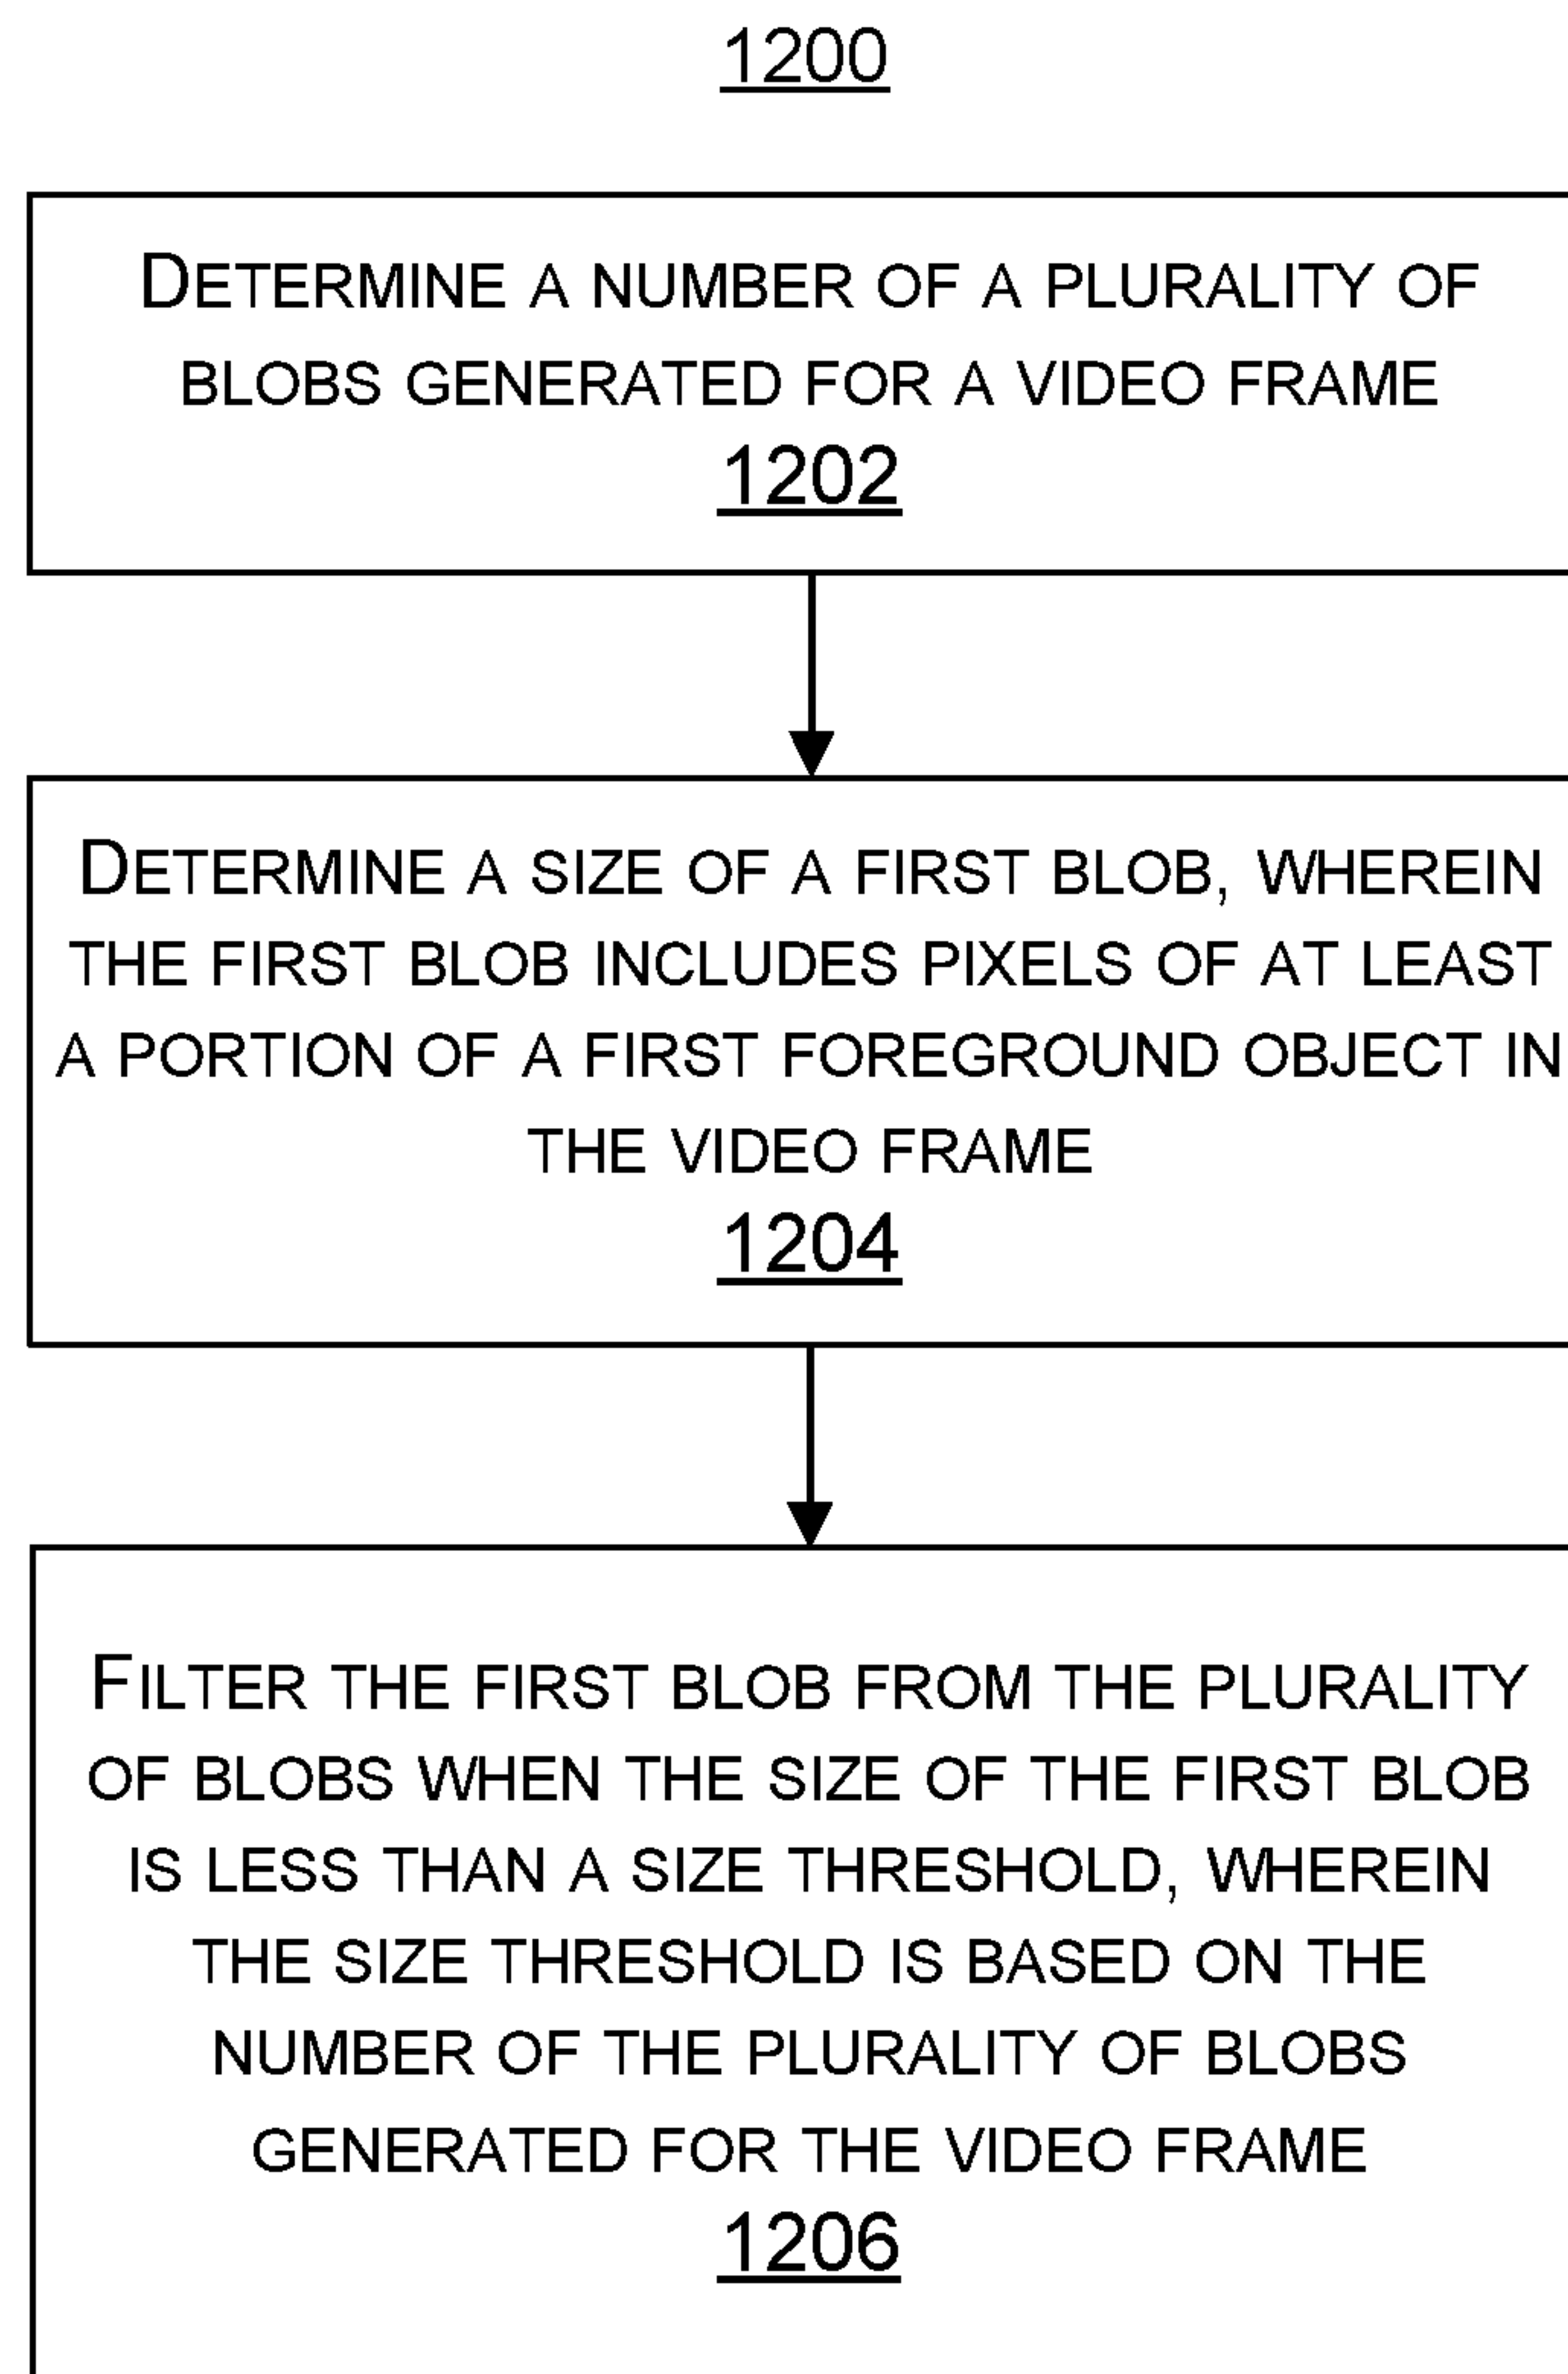 1200
DETERMINE A NUMBER OF A PLURALITY OF
BLOBS GENERATED FOR A VIDEO FRAME
1202
DETERMINE A SIZE OF A FIRST BLOB, WHEREIN
THE FIRST BLOB INCLUDES PIXELS OF AT LEAST
A PORTION OF A FIRST FOREGROUND OBJECT IN
THE VIDEO FRAME
1204
FILTER THE FIRST BLOB FROM THE PLURALITY
OF BLOBS WHEN THE SIZE OF THE FIRST BLOB
IS LESS THAN A SIZE THRESHOLD, WHEREIN
THE SIZE THRESHOLD IS BASED ON THE
NUMBER OF THE PLURALITY OF BLOBS
GENERATED FOR THE VIDEO FRAME
1206